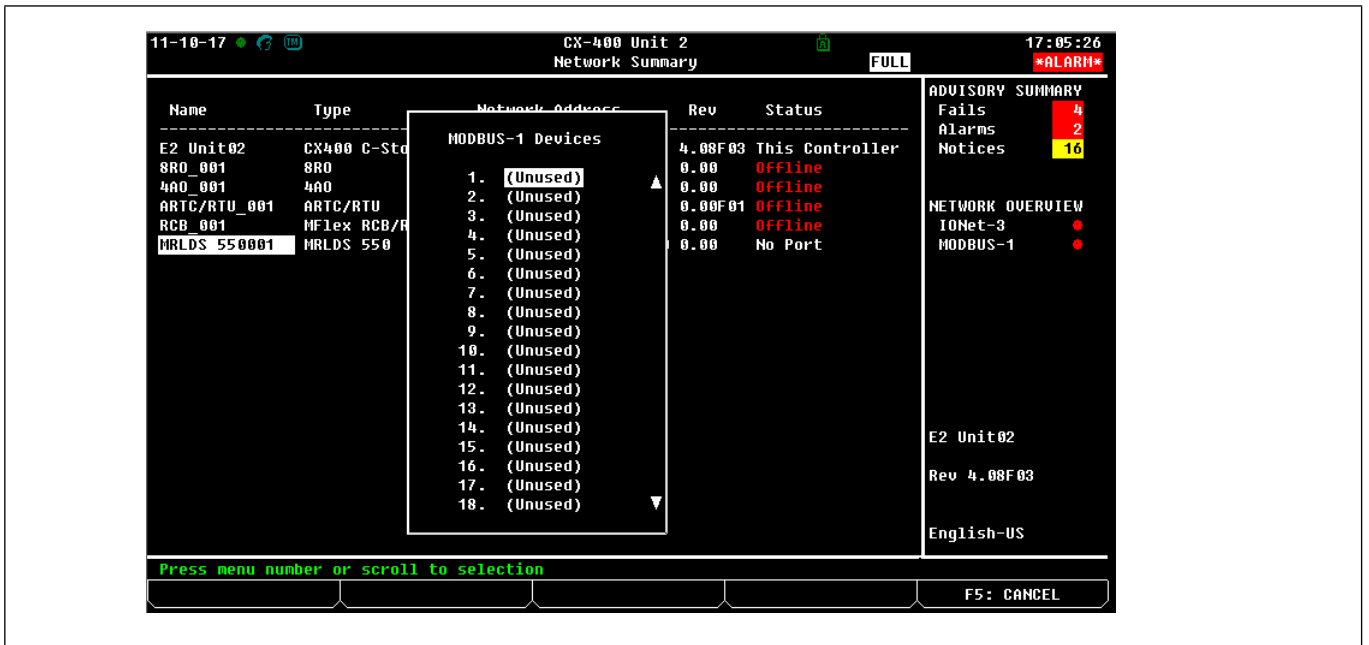 11-10-17 CX-400 Unit 2 17:05:26
Network Summary FULL *ALARM*
ADVISORY SUMMARY
Name Type Network Address Rev Status Fails 4
Alarms 2
MODBUS-1 Devices
E2 Unit02 CX400 C-Sto 4.08F03 This Controller Notices 16
8RO_001 8RO 1. (Unused) 0.00 Offline
4AO_001 4AO 2. (Unused) 0.00 Offline
ARTC/RTU_001 ARTC/RTU 3. (Unused) 0.00F01 Offline NETWORK OVERVIEW
RCB_001 MFlex RCB/R 4. (Unused) 0.00 Offline IONet-3
MRLDS 550001 MRLDS 550 5. (Unused) 0.00 No Port MODBUS-1
6. (Unused)
7. (Unused)
8. (Unused)
9. (Unused)
10. (Unused)
11. (Unused)
12. (Unused)
13. (Unused)
14. (Unused)
15. (Unused) E2 Unit02
16. (Unused)
17. (Unused) Rev 4.08F03
18. (Unused)
English-US
Press menu number or scroll to selection
F5: CANCEL